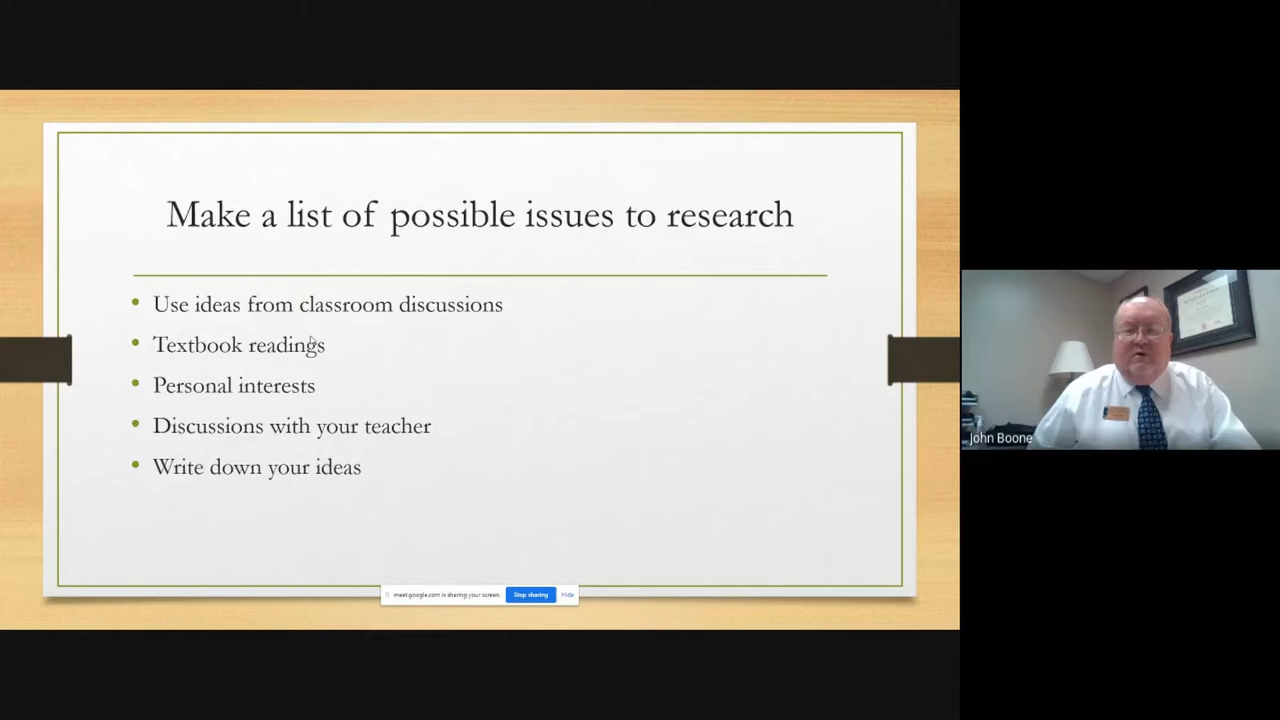 Make a list of possible issues to research
• Use ideas from classroom discussions
• Textbook readings
• Personal interests
• Discussions with your teacher
• Write down your ideas
meet.google.com is sharing your screen.
Stop sharing
Hide
John Boone